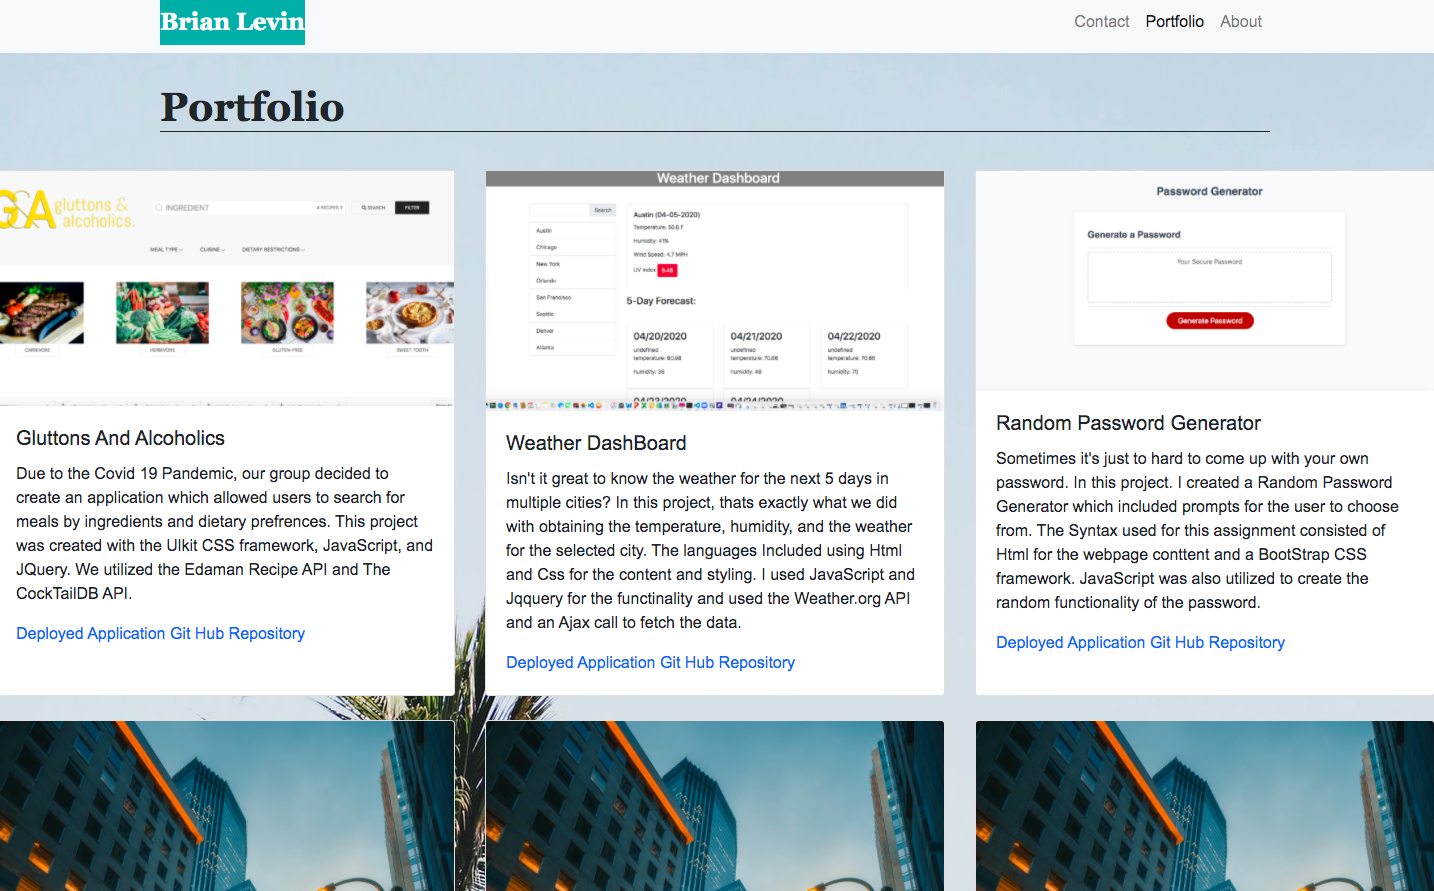 Brian Levin
Contact Portfolio About
Portfolio
G&A gluttons &
alcoholics.
INGREDIENT
# RECIPES
SEARCH
FILTER
MEAL TYPE
CUISINE
DIETARY RESTRICTIONS
CARNIVORE
HERBIVORE
GLUTEN-FREE
SWEET TOOTH
Gluttons And Alcoholics
Due to the Covid 19 Pandemic, our group decided to
create an application which allowed users to search for
meals by ingredients and dietary prefrences. This project
was created with the UIkit CSS framework, JavaScript, and
JQuery. We utilized the Edaman Recipe API and The
CockTailDB API.
Deployed Application Git Hub Repository
Weather Dashboard
Search
Austin
Chicago
New York
Orlando
San Francisco
Seattle
Denver
Atlanta
Austin (04-05-2020)
Temperature: 50.6 F
Humidity: 41%
Wind Speed: 4.7 MPH
UV Index 8.49
5-Day Forecast:
04/20/2020
undefined
temperature: 60.98
humidity: 36
04/21/2020
undefined
temperature: 70.66
humidity: 48
04/22/2020
undefined
temperature: 70.66
humidity: 70
04/23/2020
04/24/2020
Weather DashBoard
Isn't it great to know the weather for the next 5 days in
multiple cities? In this project, thats exactly what we did
with obtaining the temperature, humidity, and the weather
for the selected city. The languages Included using Html
and Css for the content and styling. I used JavaScript and
Jqquery for the functinality and used the Weather.org API
and an Ajax call to fetch the data.
Deployed Application Git Hub Repository
Password Generator
Generate a Password
Your Secure Password
Generate Password
Random Password Generator
Sometimes it's just to hard to come up with your own
password. In this project. I created a Random Password
Generator which included prompts for the user to choose
from. The Syntax used for this assignment consisted of
Html for the webpage conttent and a BootStrap CSS
framework. JavaScript was also utilized to create the
random functionality of the password.
Deployed Application Git Hub Repository